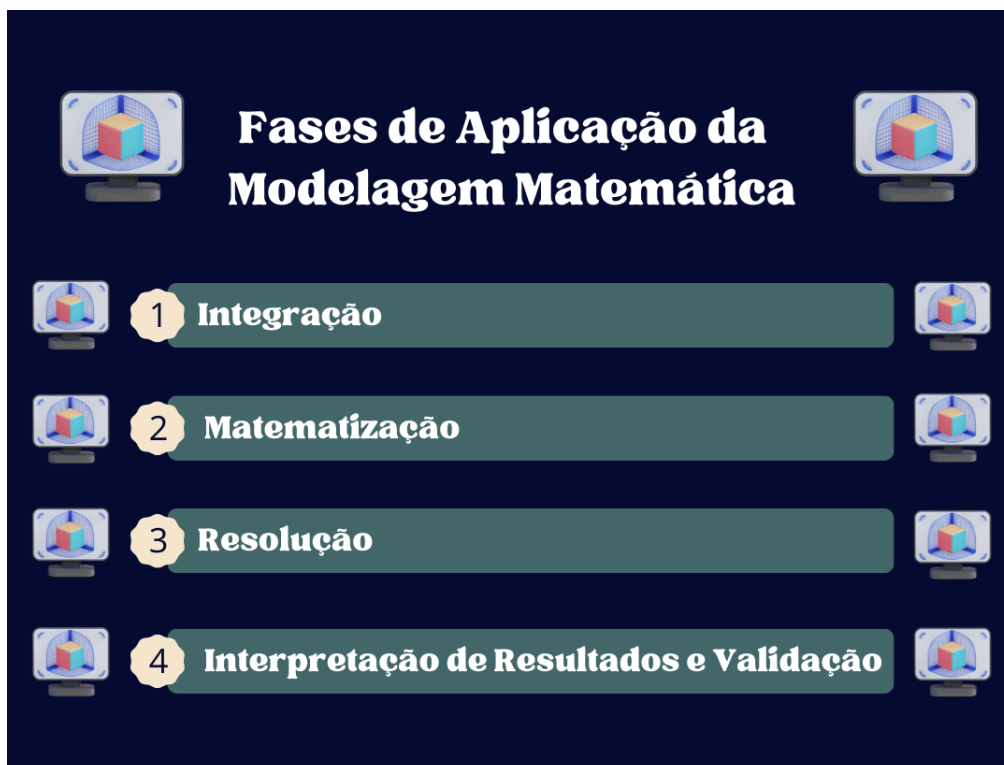 Fases de Aplicação da
Modelagem Matemática
1 Integração
2 Matematização
3 Resolução
4 Interpretação de Resultados e Validação